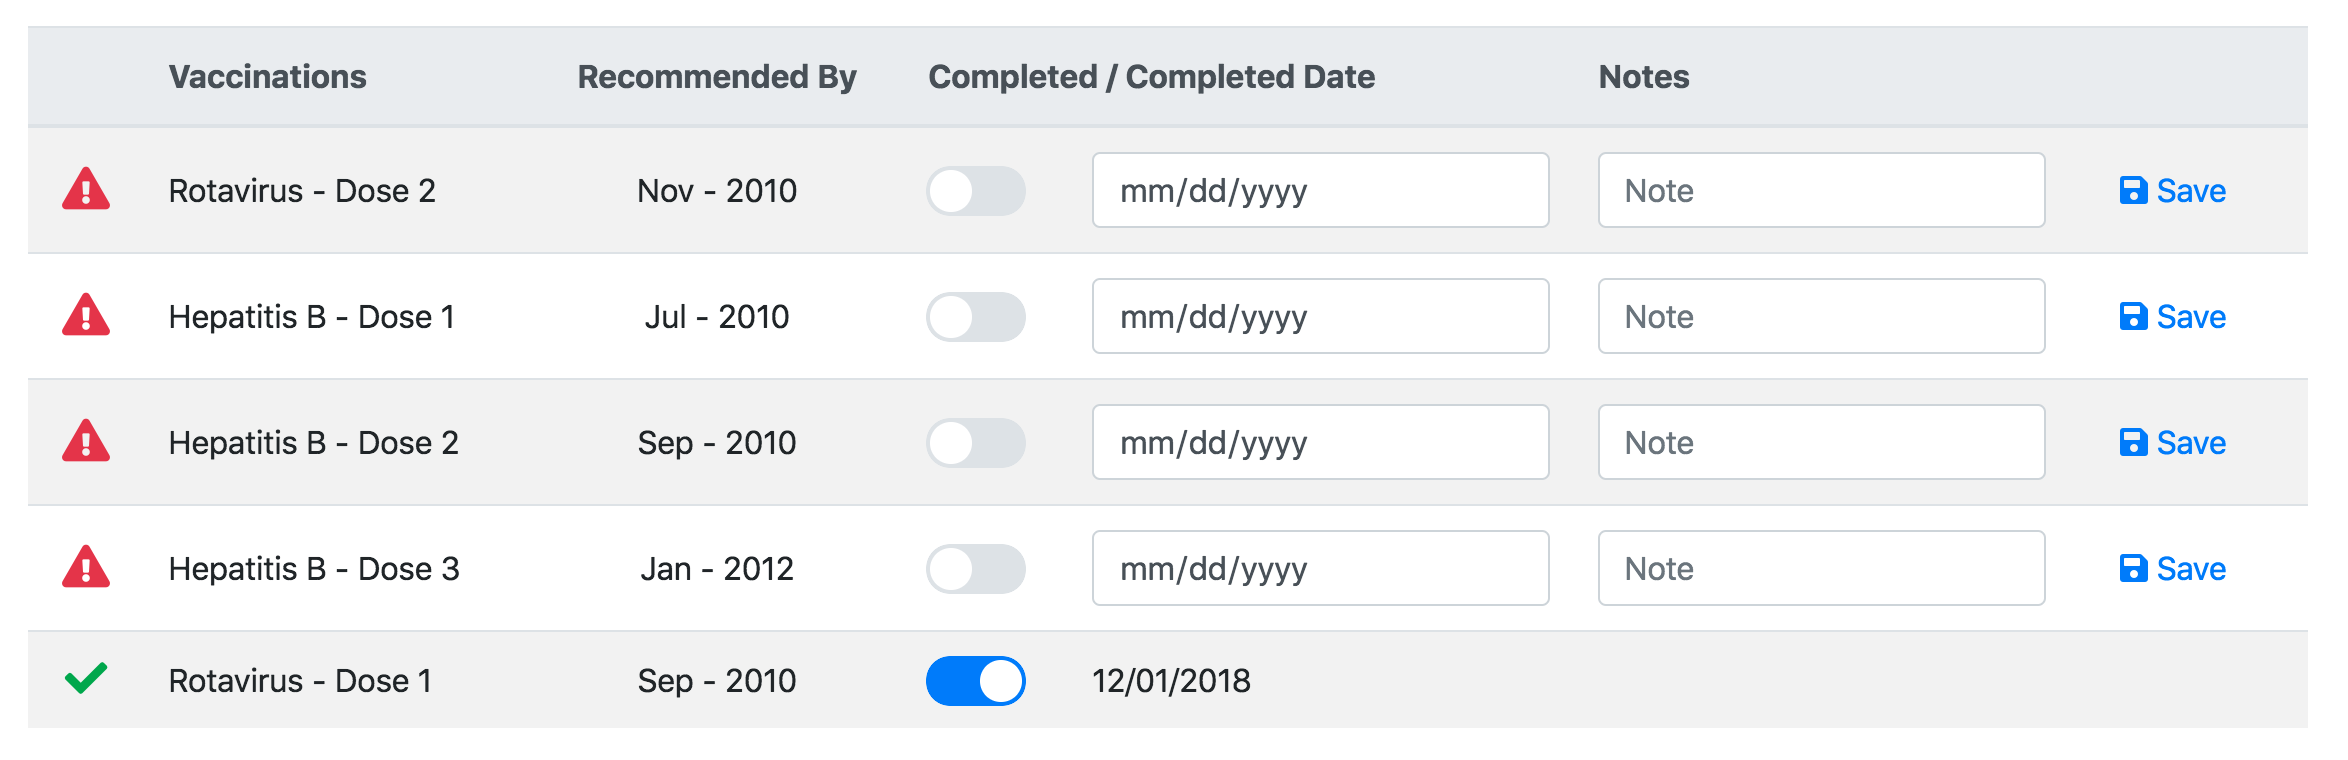 Vaccinations Recommended By Completed / Completed Date Notes
Rotavirus - Dose 2 Nov - 2010 mm/dd/yyyy Note Save
Hepatitis B - Dose 1 Jul - 2010 mm/dd/yyyy Note Save
Hepatitis B - Dose 2 Sep - 2010 mm/dd/yyyy Note Save
Hepatitis B - Dose 3 Jan - 2012 mm/dd/yyyy Note Save
Rotavirus - Dose 1 Sep - 2010 12/01/2018